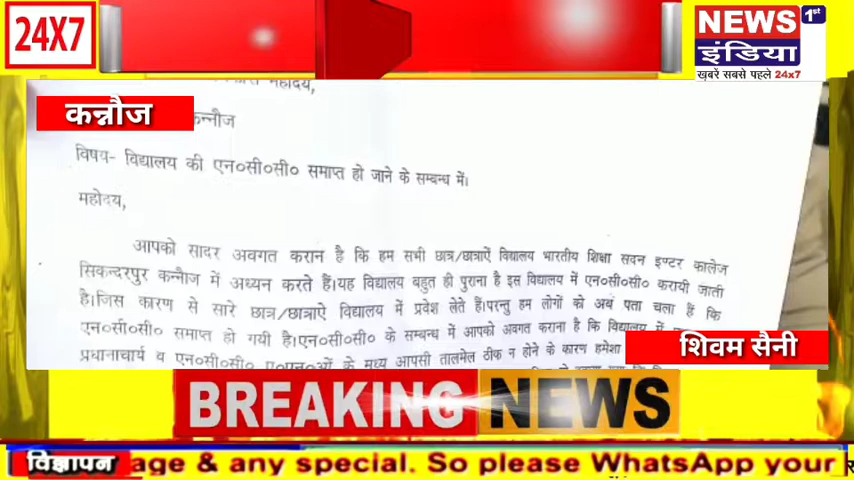 24X7
NEWS 1st
इंडिया
खबरें सबसे पहले 24x7
कन्नौज
महोदय,
कन्नौज
विषय- विद्यालय की एन०सी०सी० समाप्त हो जाने के सम्बन्ध में।
महोदय,
आपको सादर अवगत करान है कि हम सभी छात्र/छात्राऐं विद्यालय भारतीय शिक्षा सदन इण्टर कालेज
सिकन्दरपुर कन्नौज में अध्यन करते हैं।यह विद्यालय बहुत ही पुराना है इस विद्यालय में एन०सी०सी० करायी जाती
है।जिस कारण से सारे छात्र/छात्राऐ विद्यालय में प्रवेश लेते हैं।परन्तु हम लोगों को अब पता चला हैं कि
एन०सी०सी० समाप्त हो गयी है।एन०सी०सी० के सम्बन्ध में आपको अवगत कराना है कि विद्यालय में
प्रधानाचार्य व एन०सी०सी० ए०एन०ओं के मध्य आपसी तालमेल ठीक न होने के कारण हमेशा
शिवम सैनी
BREAKING NEWS
विज्ञापन age & any special. So please WhatsApp your